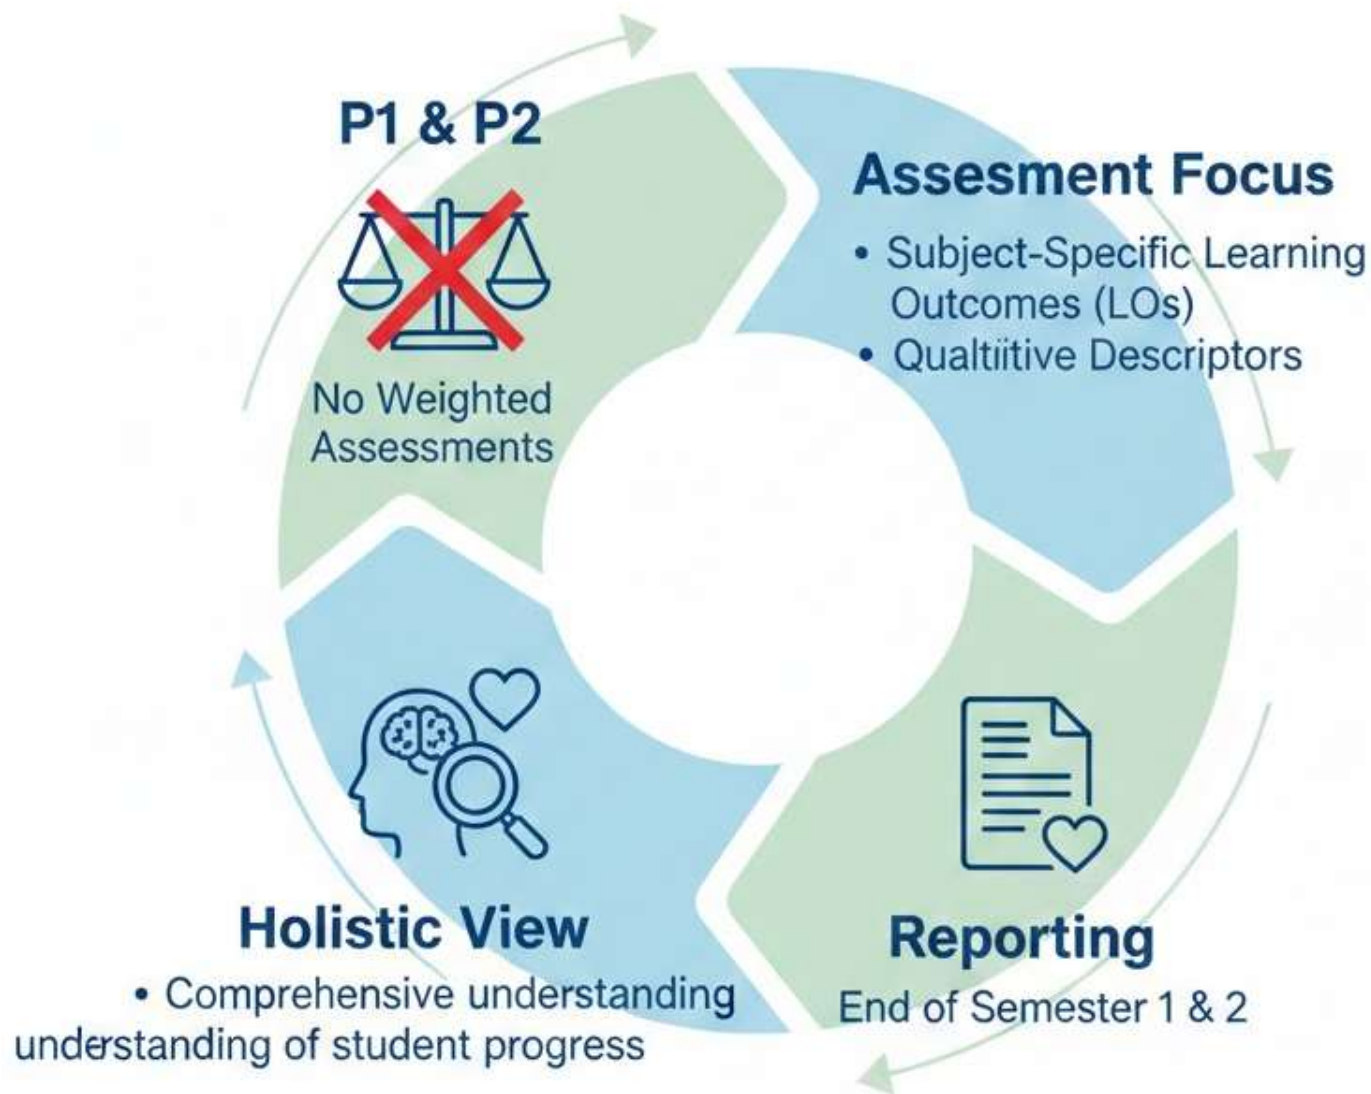 P1 & P2
No Weighted
Assessments
Assesment Focus
• Subject-Specific Learning
Outcomes (LOs)
• Qualtiitive Descriptors
Holistic View
• Comprehensive understanding
understanding of student progress
Reporting
End of Semester 1 & 2